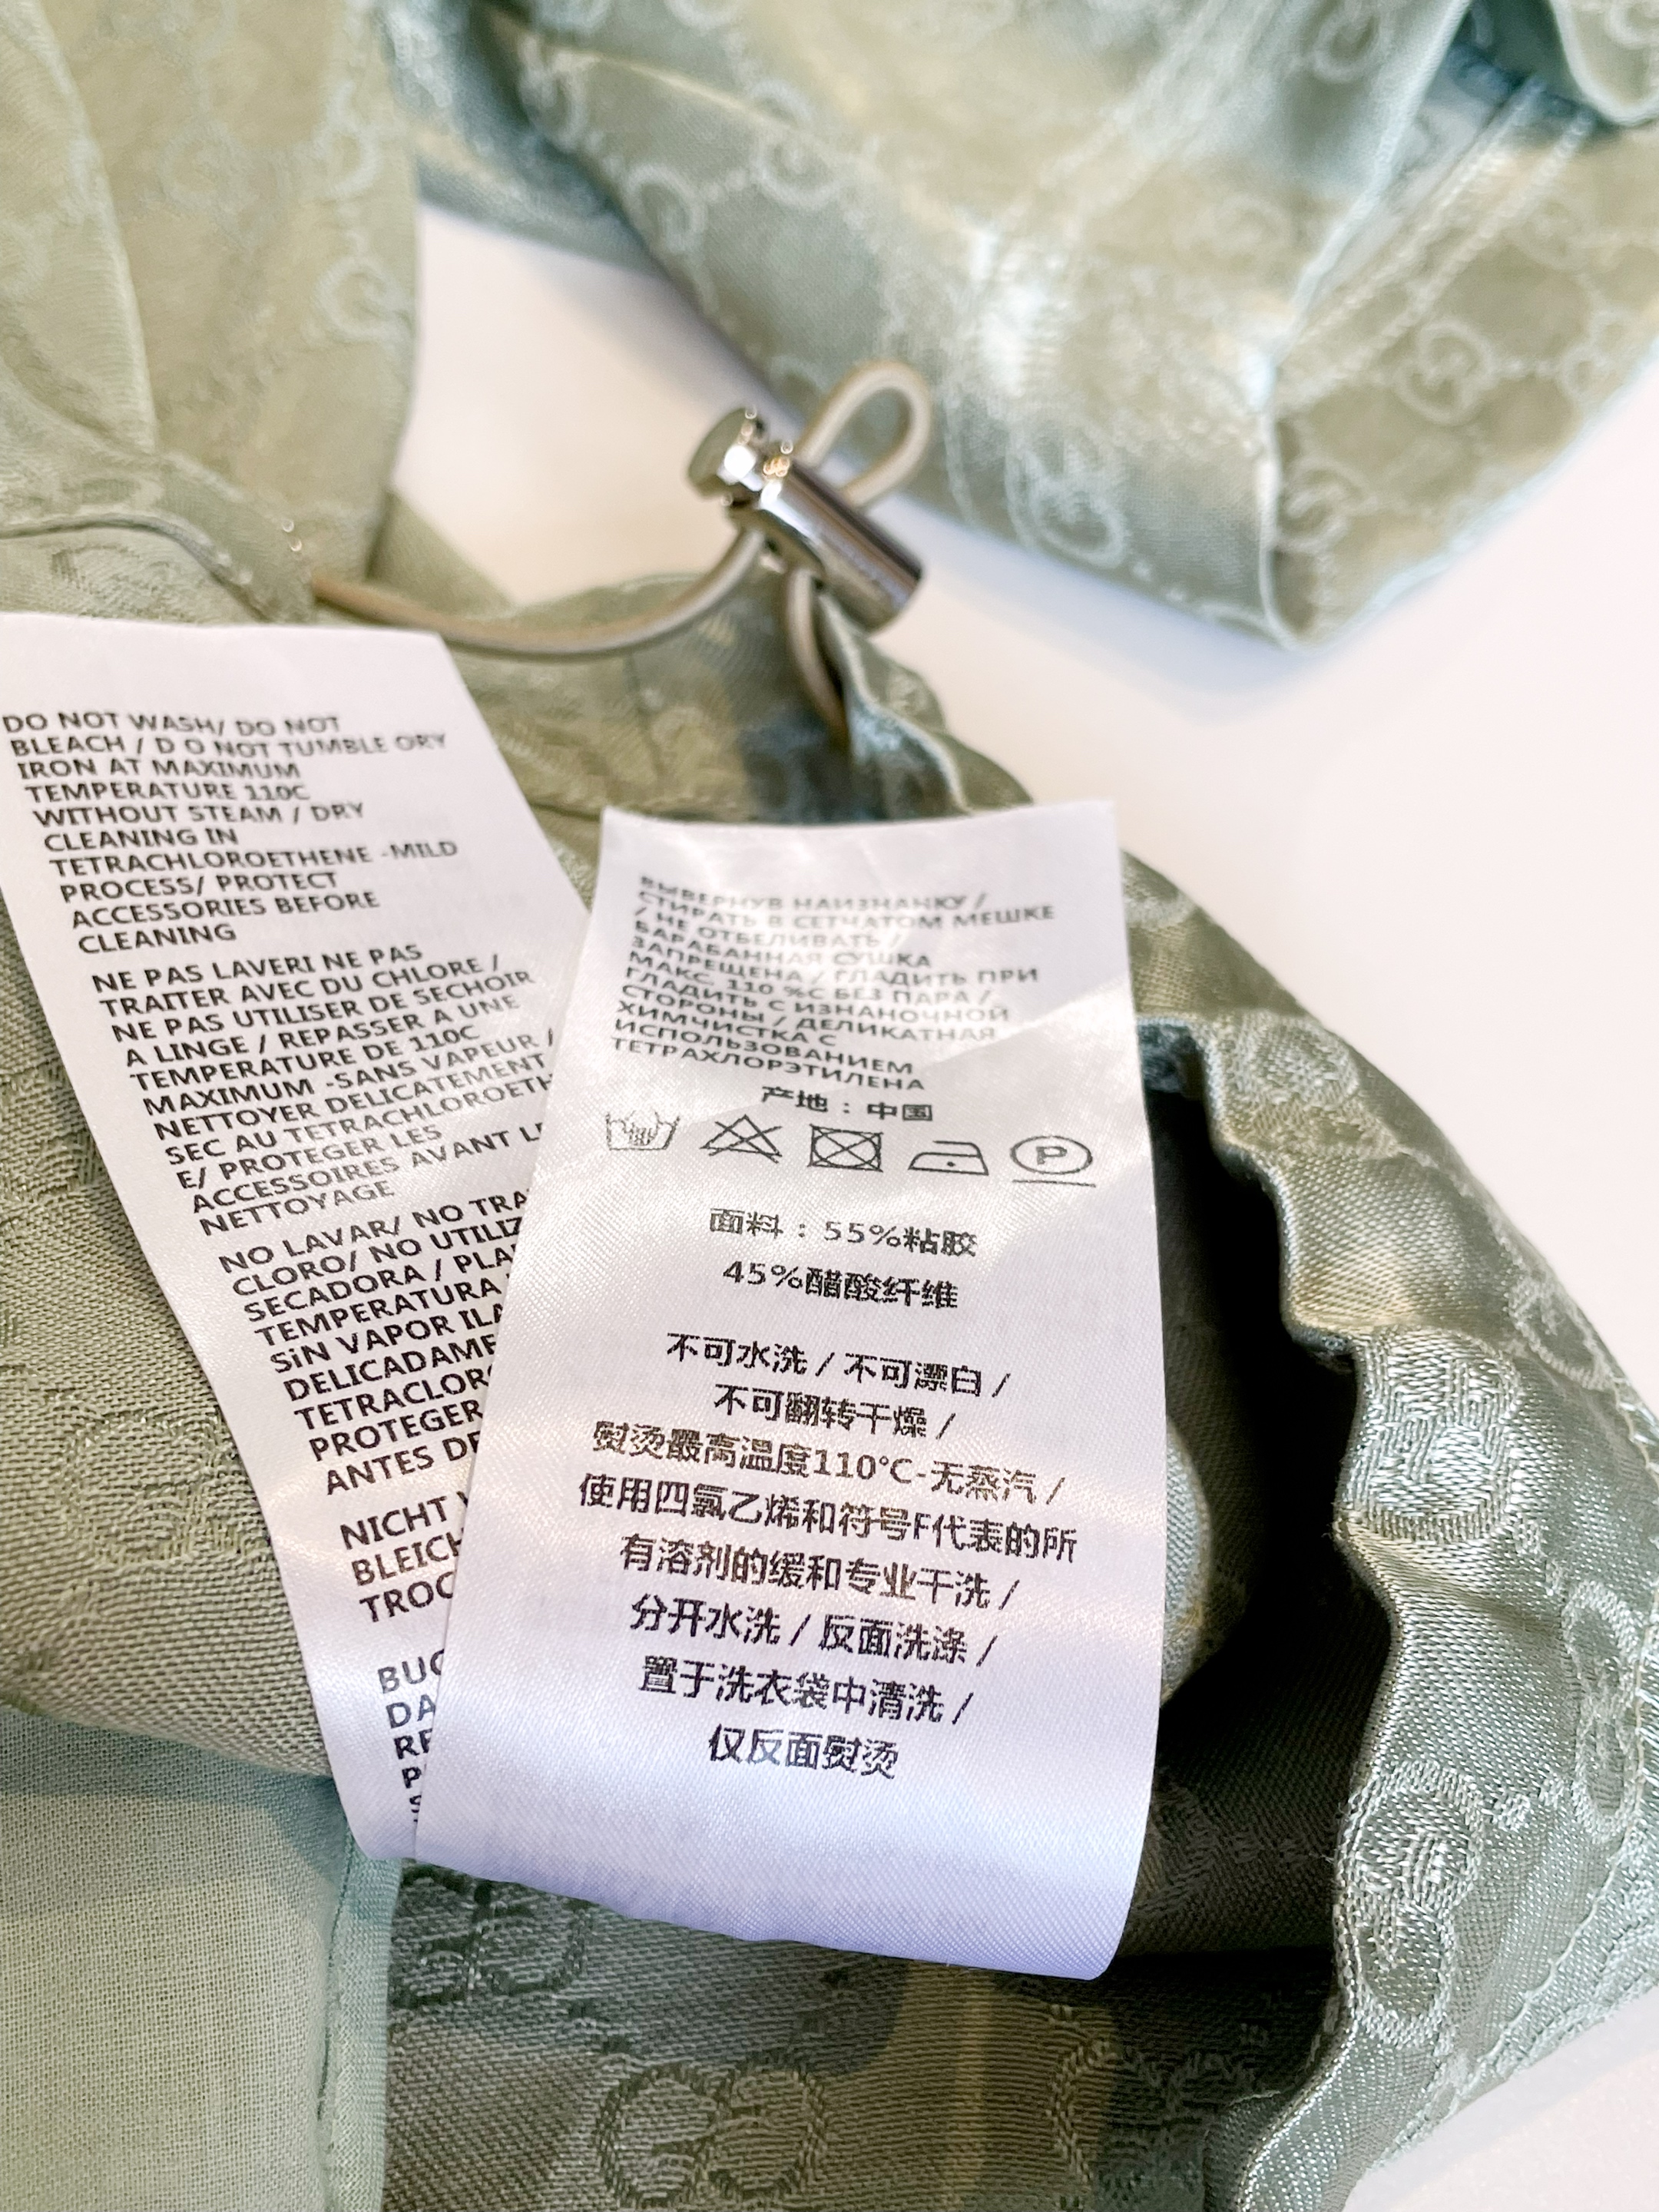 DO NOT WASH/ DO NOT
BLEACH / D O NOT TUMBLE DRY
IRON AT MAXIMUM
TEMPERATURE 110C
WITHOUT STEAM / DRY
CLEANING IN
TETRACHLOROETHENE -MILD
PROCESS/ PROTECT
ACCESSORIES BEFORE
CLEANING
NE PAS LAVERI NE PAS
TRAITER AVEC DU CHLORE /
NE PAS UTILISER DE SECHOIR
A LINGE / REPASSER A UNE
TEMPERATURE DE 110C
MAXIMUM -SANS VAPEUR /
NETTOYER DELICATEMENT
SEC AU TETRACHLOROETH
E/ PROTEGER LES
ACCESSOIRES AVANT
NETTOYAGE
NO LAVAR/ NO TRA
CLORO/ NO UTILIZ
SECADORA / PLA
TEMPERATURA
SiN VAPOR ILA
DELICADAME
TETRACLOR
PROTEGER
ANTES DE
NICHT
BLEICH
TROC
BUG
DA
RE
P
S
ВЫВЕРНУВ НАИЗНАНКУ /
СТИРАТЬ В СЕТЧАТОМ МЕШКЕ
/ НЕ ОТБЕЛИВАТЬ /
БАРАБАННАЯ СУШКА
ЗАПРЕЩЕНА / ГЛАДИТЬ ПРИ
МАКС. 110 %C БЕЗ ПАРА /
ГЛАДИТЬ С ИЗНАНОЧНОЙ
СТОРОНЫ / ДЕЛИКАТНАЯ
ХИМЧИСТКА С
ИСПОЛЬЗОВАНИЕМ
ТЕТРАХЛОРЭТИЛЕНА
产地：中国
P
面料：55%粘胶
45%醋酸纤维
不可水洗 / 不可漂白 /
不可翻转干燥 /
熨烫最高温度110°C-无蒸汽 /
使用四氯乙烯和符号F代表的所
有溶剂的缓和专业干洗 /
分开水洗 / 反面洗涤 /
置于洗衣袋中清洗 /
仅反面熨烫